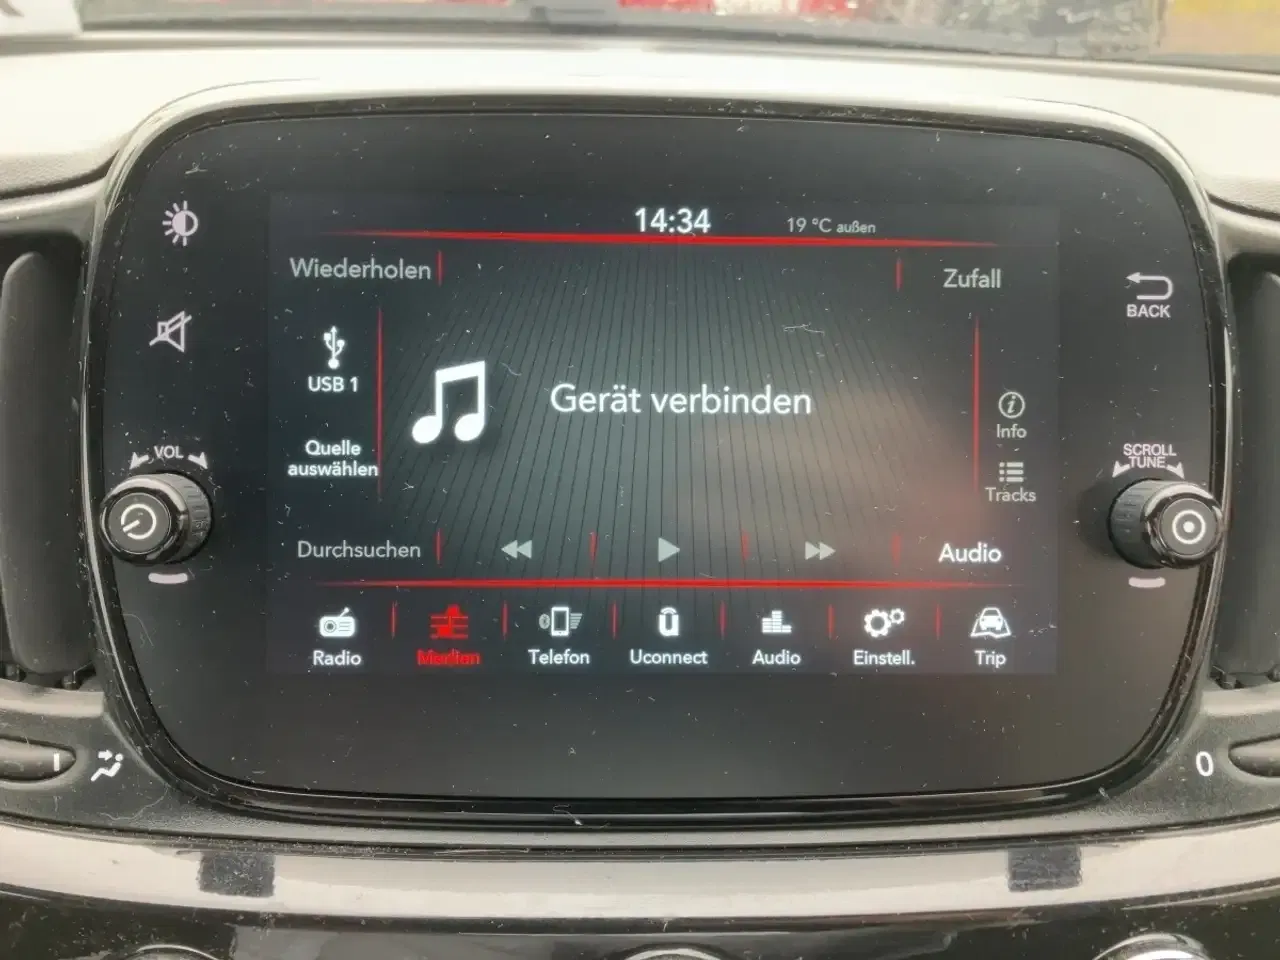 14:34
19 °C außen
Wiederholen
Zufall
BACK
USB 1
Gerät verbinden
Info
Quelle
auswählen
VOL
SCROLL
TUNE
Tracks
Durchsuchen
Audio
Radio
Medien
Telefon
Uconnect
Audio
Einstell.
Trip
0